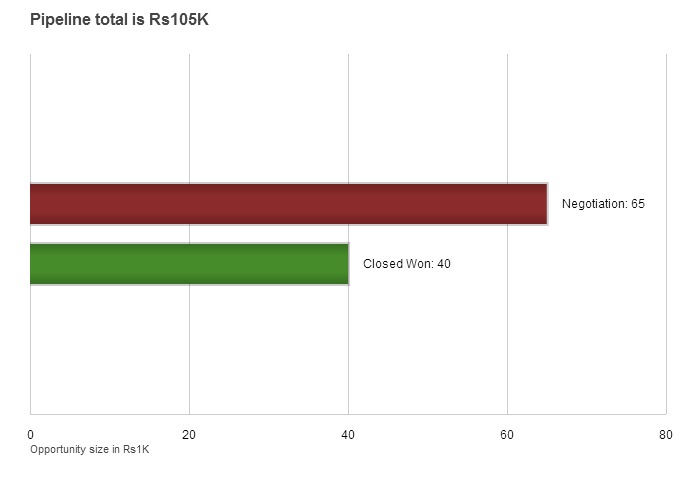 Pipeline total is Rs105K
Negotiation: 65
Closed Won: 40
0 20 40 60 80
Opportunity size in Rs1K